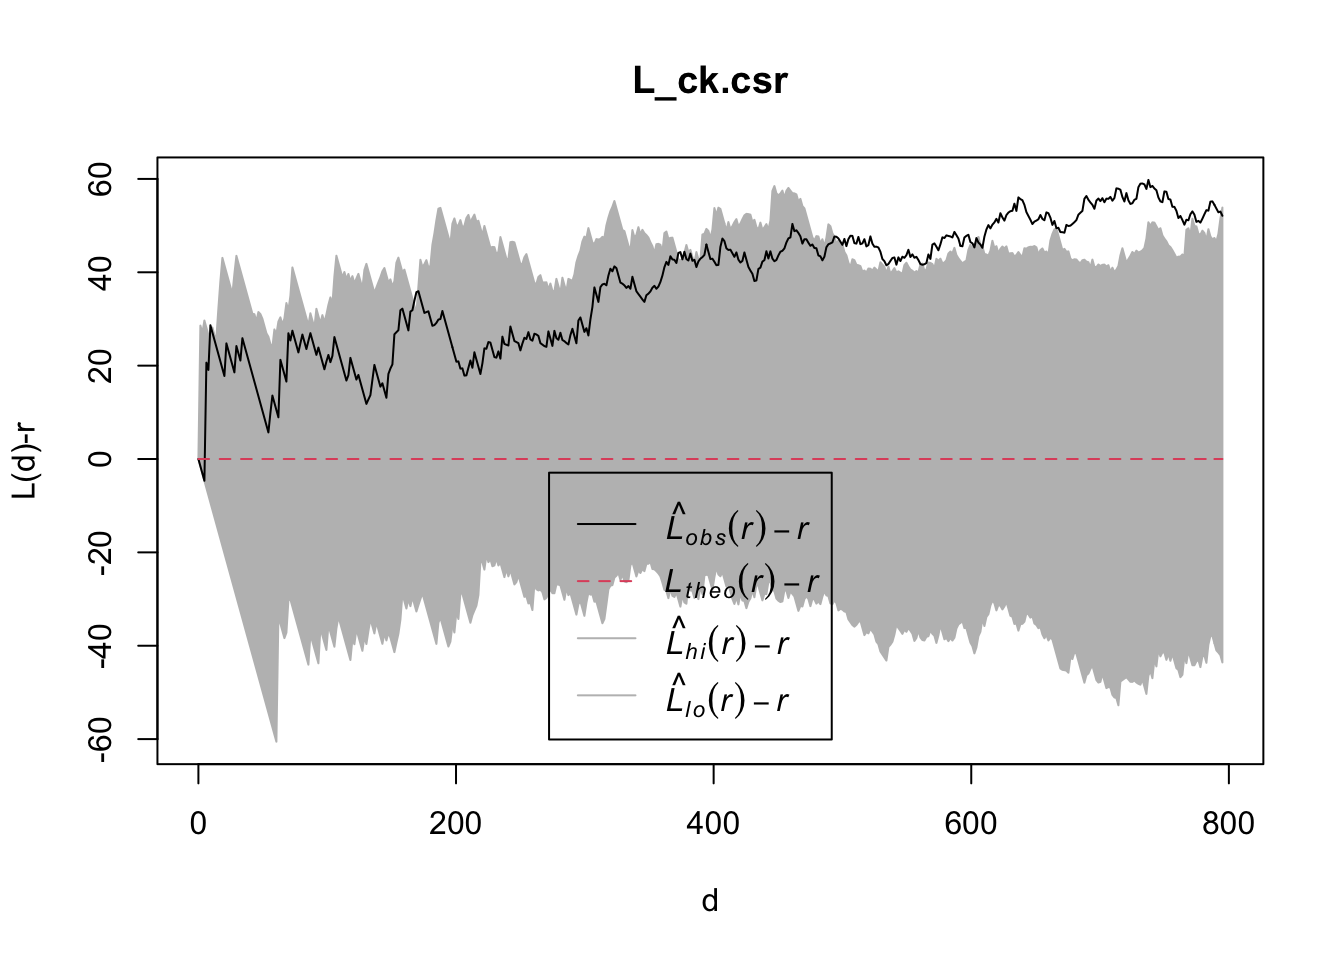 L_ck.csr
L(d)-r
60
40
20
0
-20
-40
-60
L̂obs(r) – r
Ltheo(r) – r
L̂hi(r) – r
L̂lo(r) – r
0 200 400 600 800
d